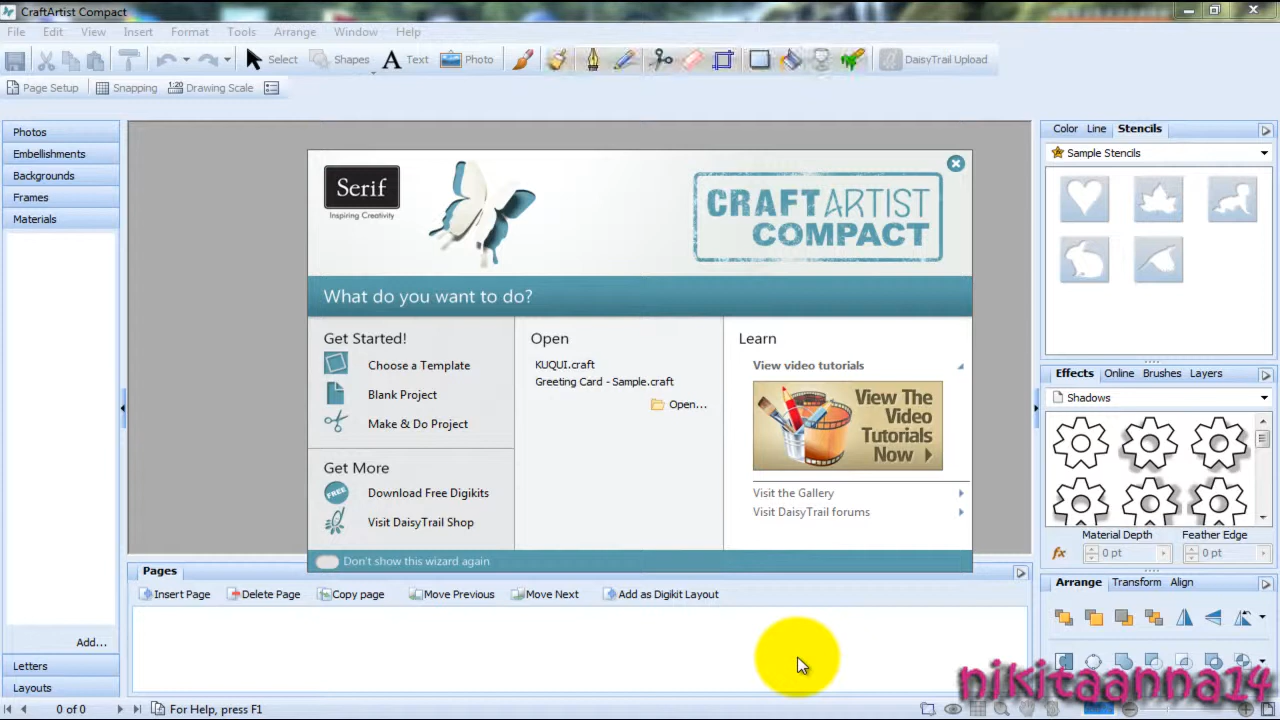 CraftArtist Compact
File Edit View Insert Format Tools Arrange Window Help
Select Shapes Text Photo DaisyTrail Upload
Page Setup Snapping 1:20 Drawing Scale
Photos
Embellishments
Backgrounds
Frames
Materials
Add...
Letters
Layouts
Serif
Inspiring Creativity
CRAFTARTIST
COMPACT
What do you want to do?
Get Started!
Choose a Template
Blank Project
Make & Do Project
Get More
FREE Download Free Digikits
Visit DaisyTrail Shop
Open
KUQUI.craft
Greeting Card - Sample.craft
Open...
Learn
View video tutorials
View The
Video
Tutorials
Now
Visit the Gallery
Visit DaisyTrail forums
Don't show this wizard again
Pages
Insert Page Delete Page Copy page Move Previous Move Next Add as Digikit Layout
Color Line Stencils
Sample Stencils
Effects Online Brushes Layers
Shadows
Material Depth Feather Edge
fx 0 pt 0 pt
Arrange Transform Align
nikitaanna14
0 of 0 For Help, press F1